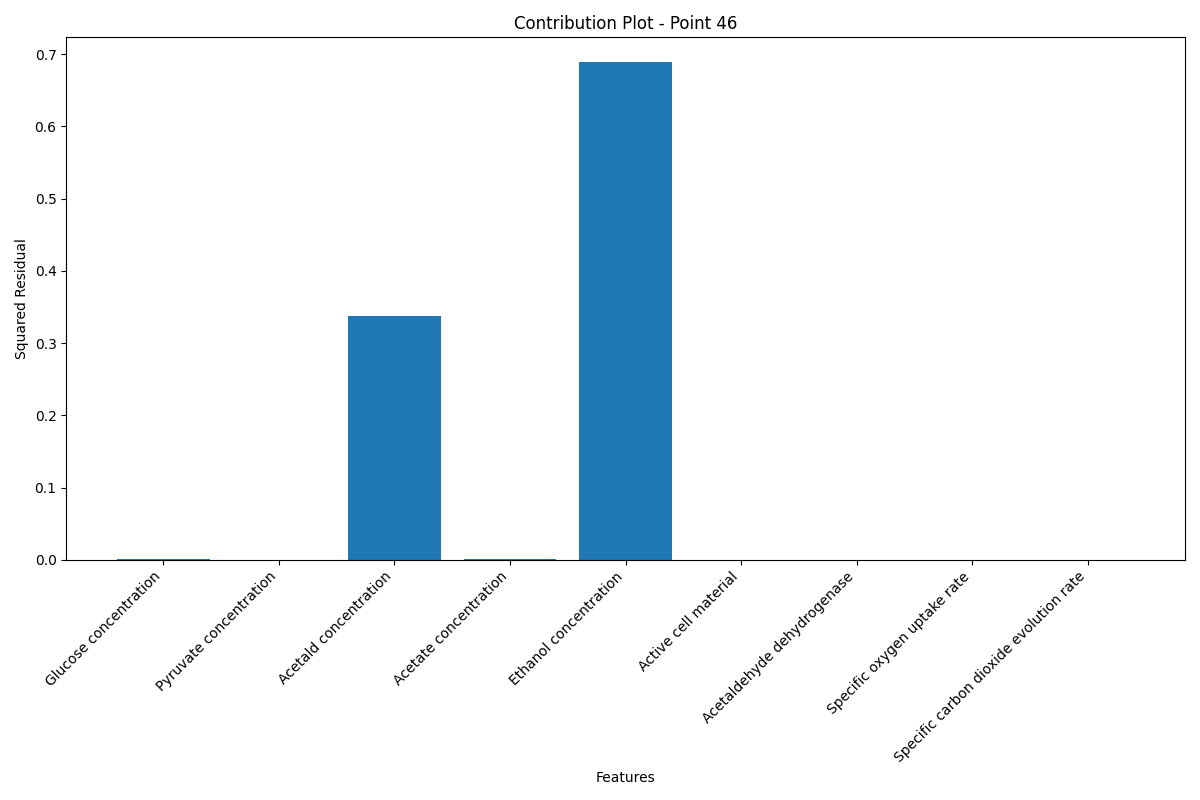 Contribution Plot - Point 46
Squared Residual
0.7
0.6
0.5
0.4
0.3
0.2
0.1
0.0
Glucose concentration
Pyruvate concentration
Acetald concentration
Acetate concentration
Ethanol concentration
Active cell material
Acetaldehyde dehydrogenase
Specific oxygen uptake rate
Specific carbon dioxide evolution rate
Features